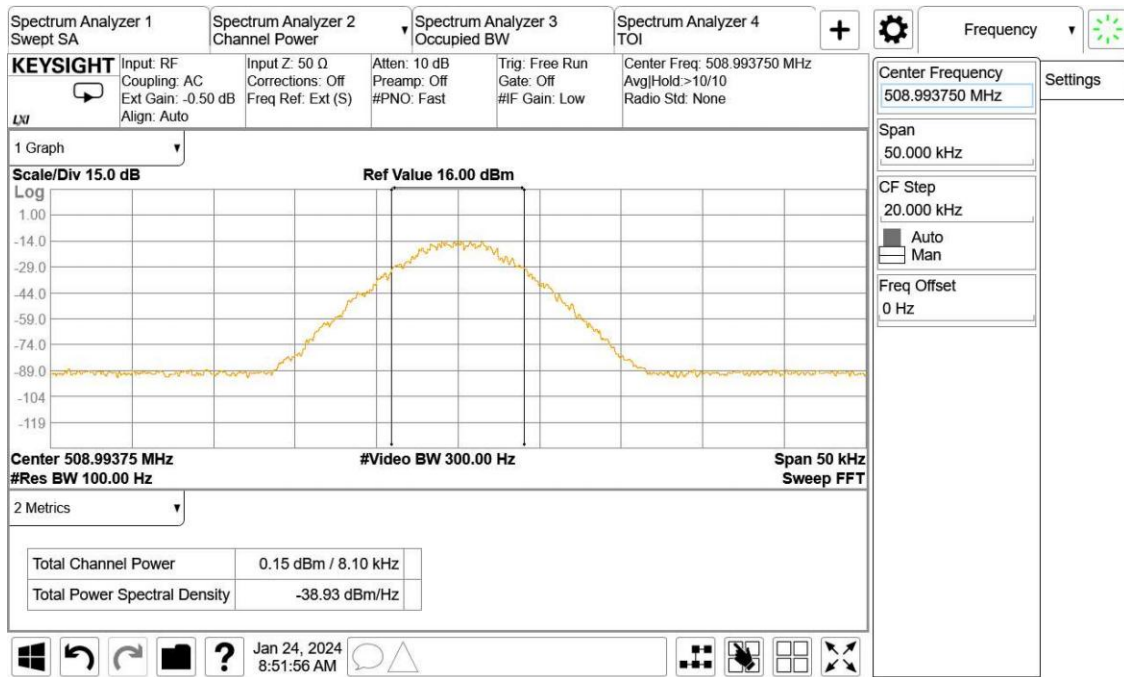 Spectrum Analyzer 1
Swept SA
Spectrum Analyzer 2
Channel Power
Spectrum Analyzer 3
Occupied BW
Spectrum Analyzer 4
TOI
+
Frequency
KEYSIGHT
LXI
Input: RF
Coupling: AC
Ext Gain: -0.50 dB
Align: Auto
Input Z: 50 Ω
Corrections: Off
Freq Ref: Ext (S)
Atten: 10 dB
Preamp: Off
#PNO: Fast
Trig: Free Run
Gate: Off
#IF Gain: Low
Center Freq: 508.993750 MHz
Avg|Hold:>10/10
Radio Std: None
Center Frequency
508.993750 MHz
Settings
Span
50.000 kHz
CF Step
20.000 kHz
Auto
Man
Freq Offset
0 Hz
1 Graph
Scale/Div 15.0 dB
Ref Value 16.00 dBm
Log
1.00
-14.0
-29.0
-44.0
-59.0
-74.0
-89.0
-104
-119
Center 508.99375 MHz
#Video BW 300.00 Hz
Span 50 kHz
#Res BW 100.00 Hz
Sweep FFT
2 Metrics
Total Channel Power 0.15 dBm / 8.10 kHz
Total Power Spectral Density -38.93 dBm/Hz
?
Jan 24, 2024
8:51:56 AM